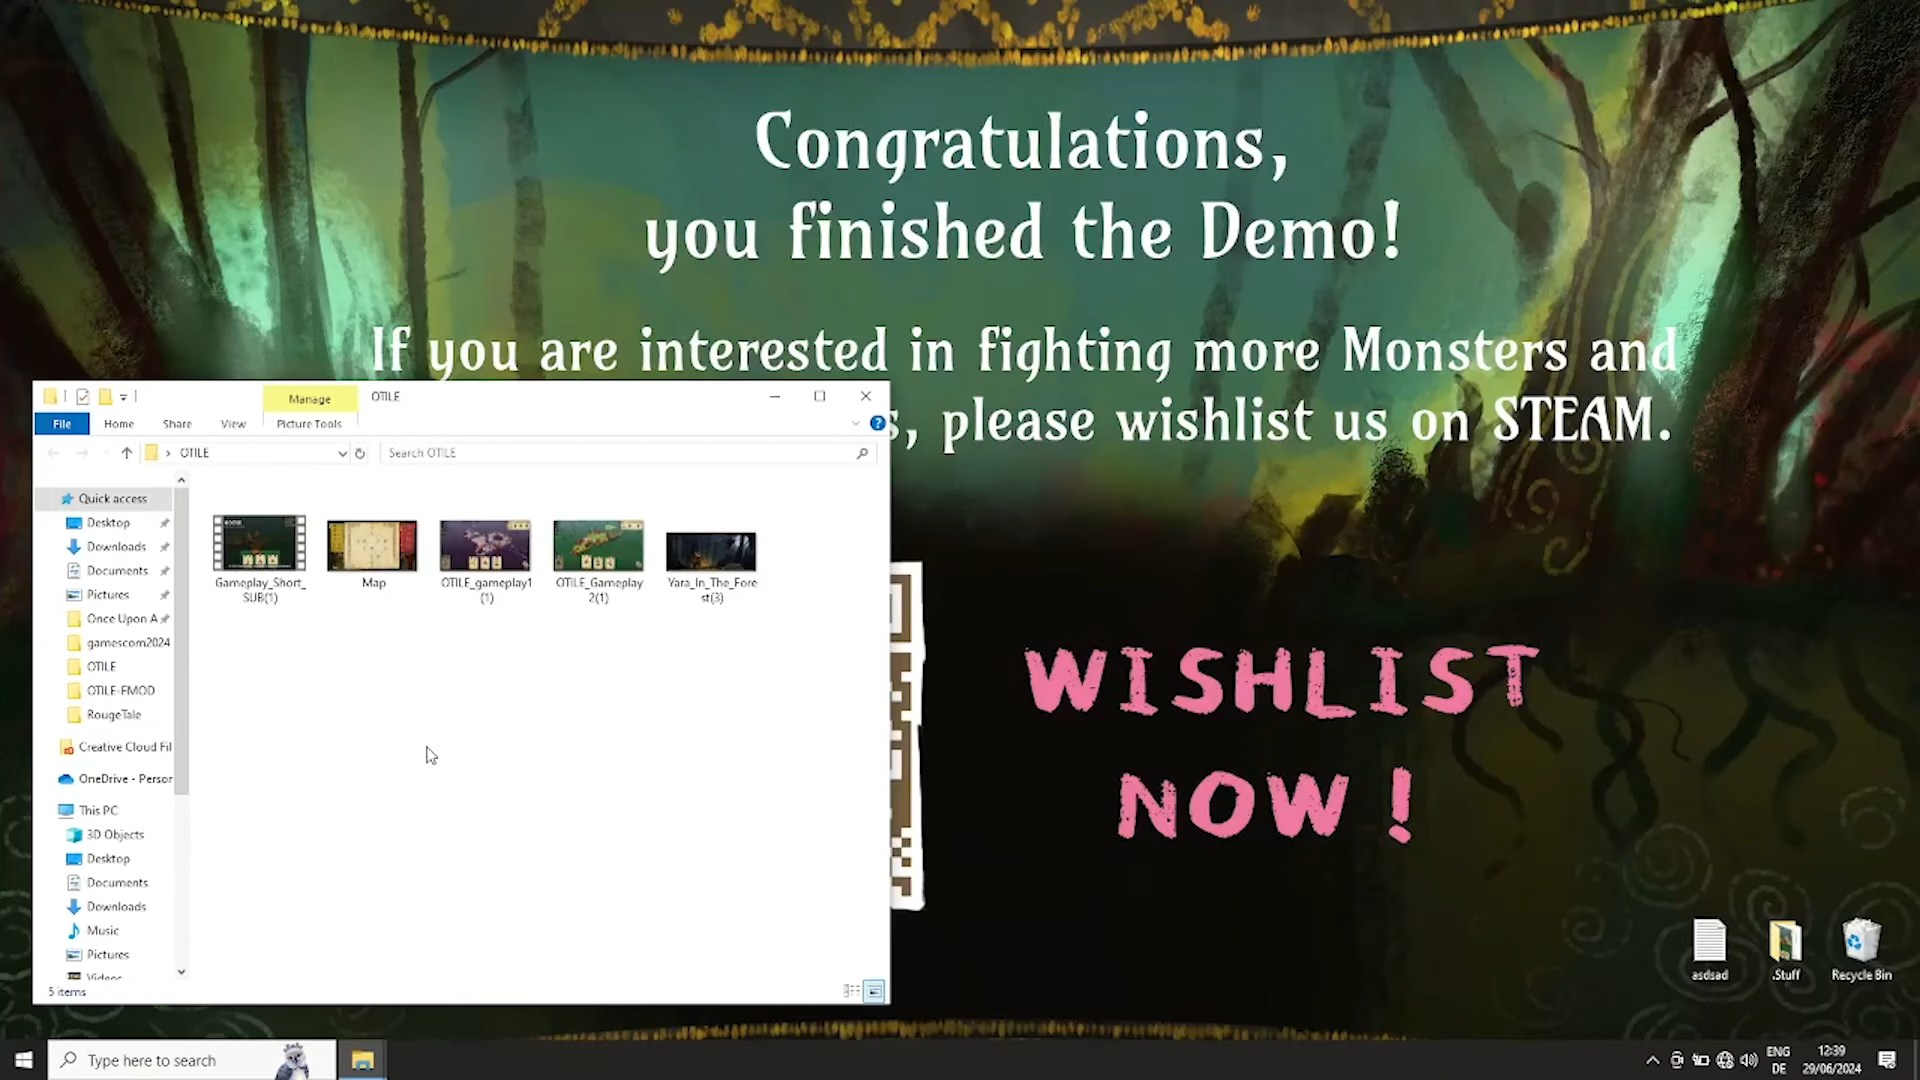 Congratulations,
you finished the Demo!
If you are interested in fighting more Monsters and
s, please wishlist us on STEAM.
WISHLIST
NOW!
Manage
OTILE
File
Home
Share
View
Picture Tools
OTILE
Search OTILE
Quick access
Desktop
Downloads
Documents
Pictures
Once Upon A
gamescom2024
OTILE
OTILE-FMOD
RougeTale
Creative Cloud Fil
OneDrive - Person
This PC
3D Objects
Desktop
Documents
Downloads
Music
Pictures
Videos
Gameplay_Short_
SUB(1)
Map
OTILE_gameplay1
(1)
OTILE_Gameplay
2(1)
Yara_In_The_Fore
st(3)
5 items
asdsad
.Stuff
Recycle Bin
Type here to search
ENG
DE
12:39
29/06/2024